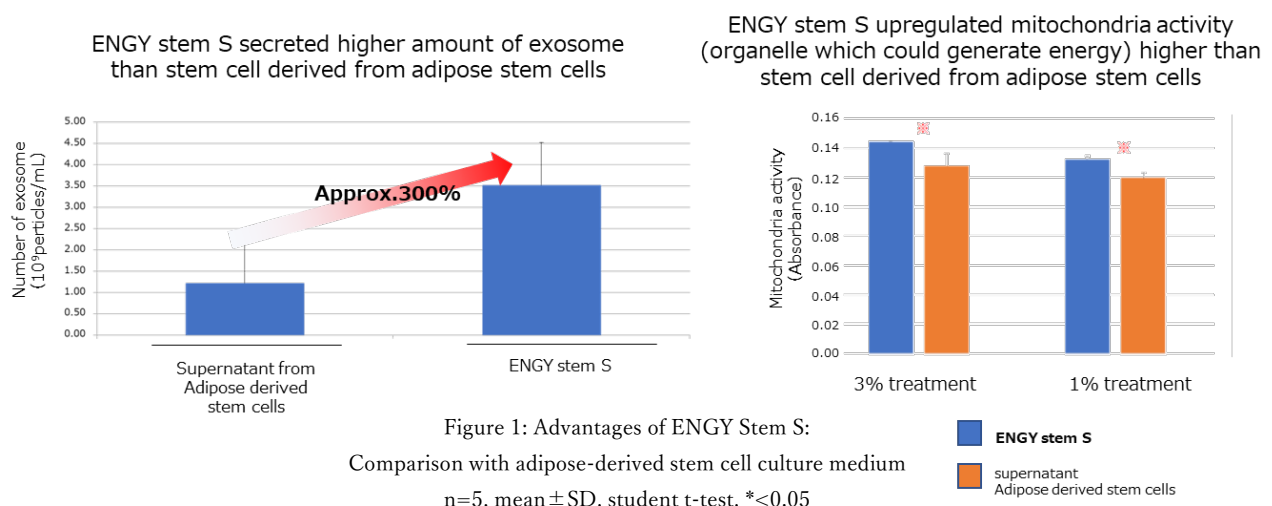 ENGY stem S secreted higher amount of exosome
than stem cell derived from adipose stem cells
Number of exosome
(10⁹perticles/mL)
5.00
4.50
4.00
3.50
3.00
2.50
2.00
1.50
1.00
0.50
0.00
Approx.300%
Supernatant from
Adipose derived
stem cells
ENGY stem S
ENGY stem S upregulated mitochondria activity
(organelle which could generate energy) higher than
stem cell derived from adipose stem cells
Mitochondria activity
(Absorbance)
0.16
0.14
0.12
0.10
0.08
0.06
0.04
0.02
0.00
※
※
3% treatment
1% treatment
ENGY stem S
supernatant
Adipose derived stem cells
Figure 1: Advantages of ENGY Stem S:
Comparison with adipose-derived stem cell culture medium
n=5, mean±SD, student t-test, *<0.05